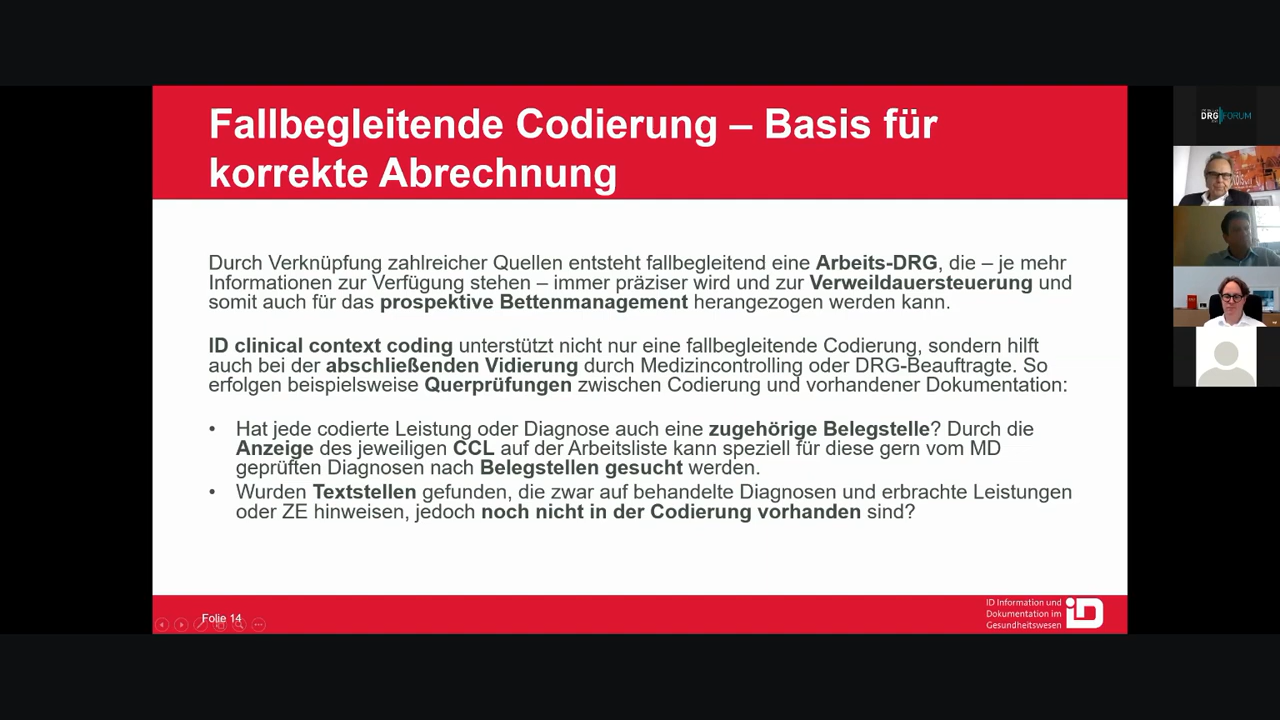 Fallbegleitende Codierung – Basis für
korrekte Abrechnung
Durch Verknüpfung zahlreicher Quellen entsteht fallbegleitend eine Arbeits-DRG, die – je mehr
Informationen zur Verfügung stehen – immer präziser wird und zur Verweildauersteuerung und
somit auch für das prospektive Bettenmanagement herangezogen werden kann.
ID clinical context coding unterstützt nicht nur eine fallbegleitende Codierung, sondern hilft
auch bei der abschließenden Vidierung durch Medizincontrolling oder DRG-Beauftragte. So
erfolgen beispielsweise Querprüfungen zwischen Codierung und vorhandener Dokumentation:
• Hat jede codierte Leistung oder Diagnose auch eine zugehörige Belegstelle? Durch die
Anzeige des jeweiligen CCL auf der Arbeitsliste kann speziell für diese gern vom MD
geprüften Diagnosen nach Belegstellen gesucht werden.
• Wurden Textstellen gefunden, die zwar auf behandelte Diagnosen und erbrachte Leistungen
oder ZE hinweisen, jedoch noch nicht in der Codierung vorhanden sind?
Folie 14
ID Information und
Dokumentation im
Gesundheitswesen
iD
DRG FORUM